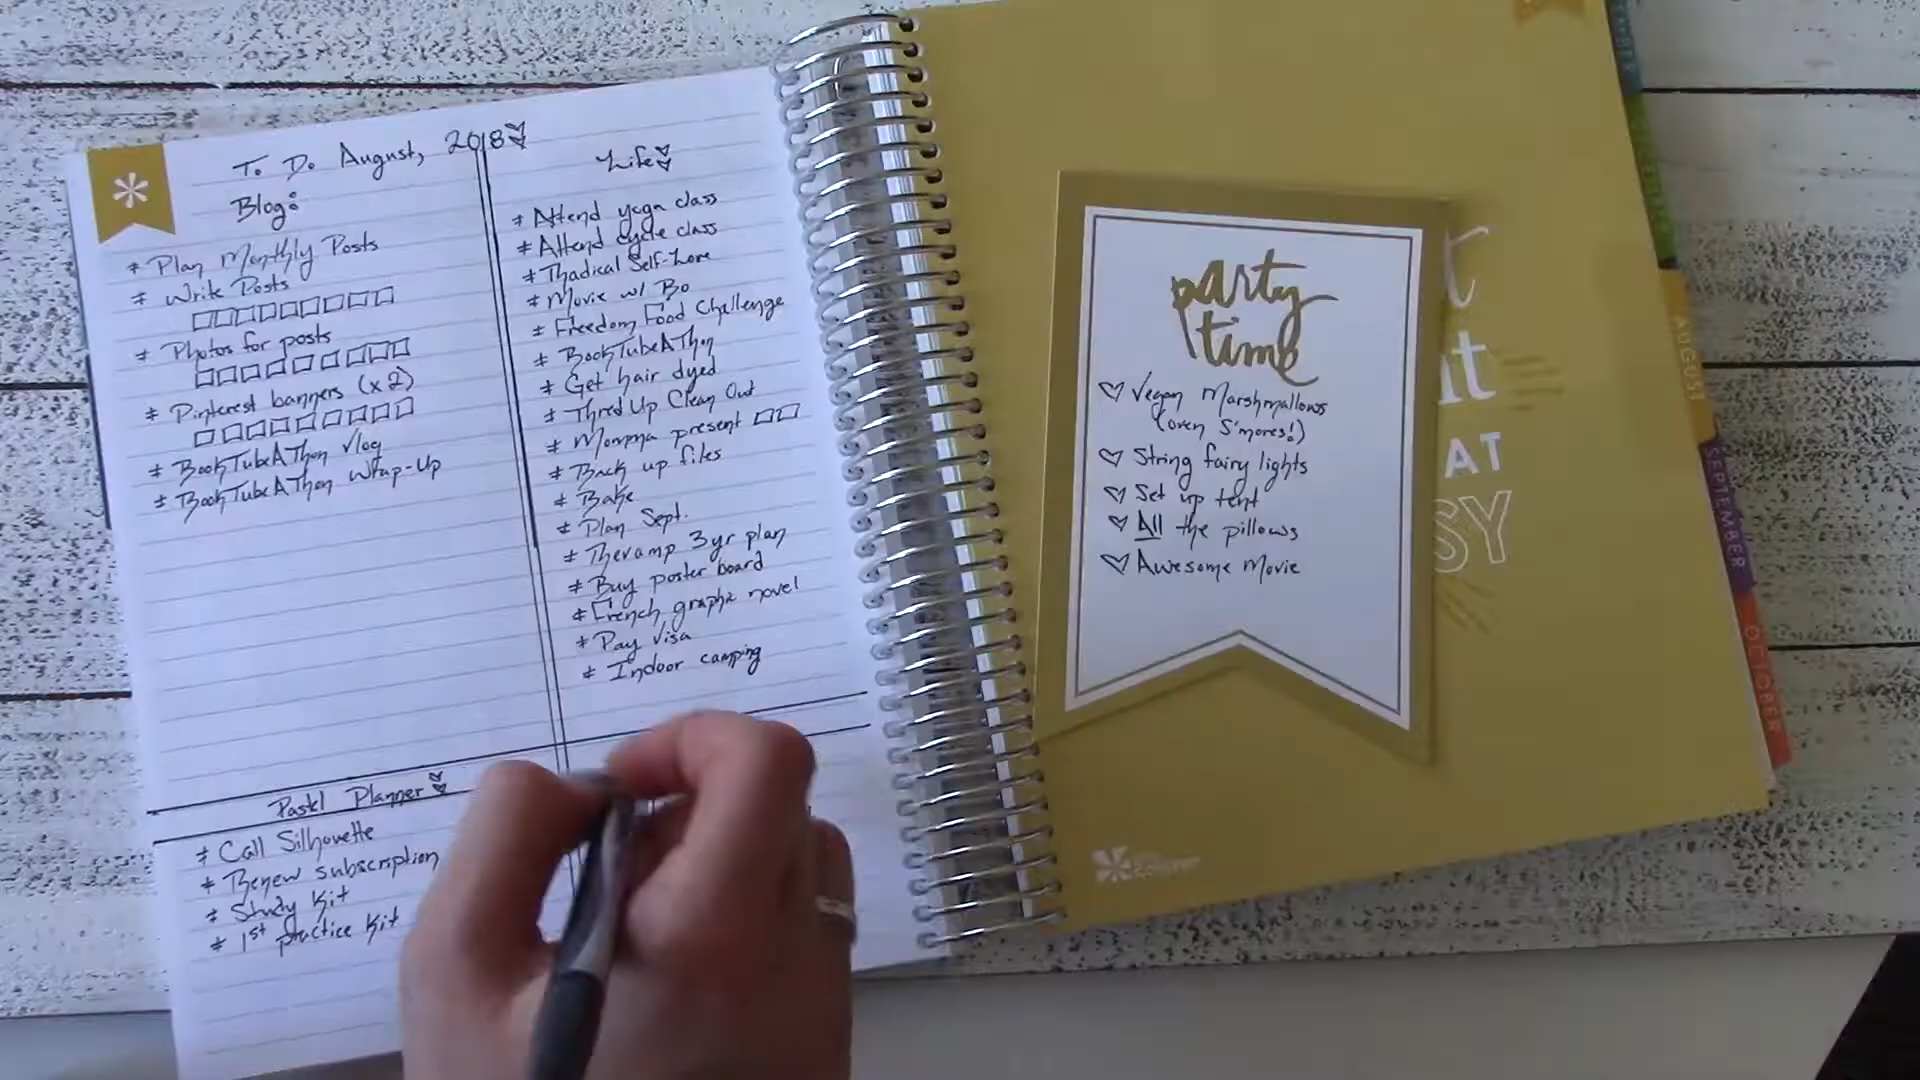 To Do August, 2018
Blog:
* Plan Monthly Posts
* Write Posts
* Photos for posts
* Pinterest banners (x2)
* BookTubeAThon Vlog
* BookTubeAThon Wrap-Up
Life
* Attend yoga class
* Attend cycle class
* Radical Self-Love
* Movie w/ Bo
* Freedom Food Challenge
* BookTubeAThon
* Get hair dyed
* ThredUp Clean Out
* present
* Back up files
* Bake
* Plan Sept.
* Revamp 3yr plan
* Buy poster board
* French graphic novel
* Pay Visa
* Indoor camping
Pastel Planner
* Call Silhouette
* Renew subscription
* Study Kit
* 1st practice Kit
party
time
Vegan Marshmallows
(oven S'mores!)
String fairy lights
Set up tent
All the pillows
Awesome Movie
AT
SY
AUGUST
SEPTEMBER
OCTOBER